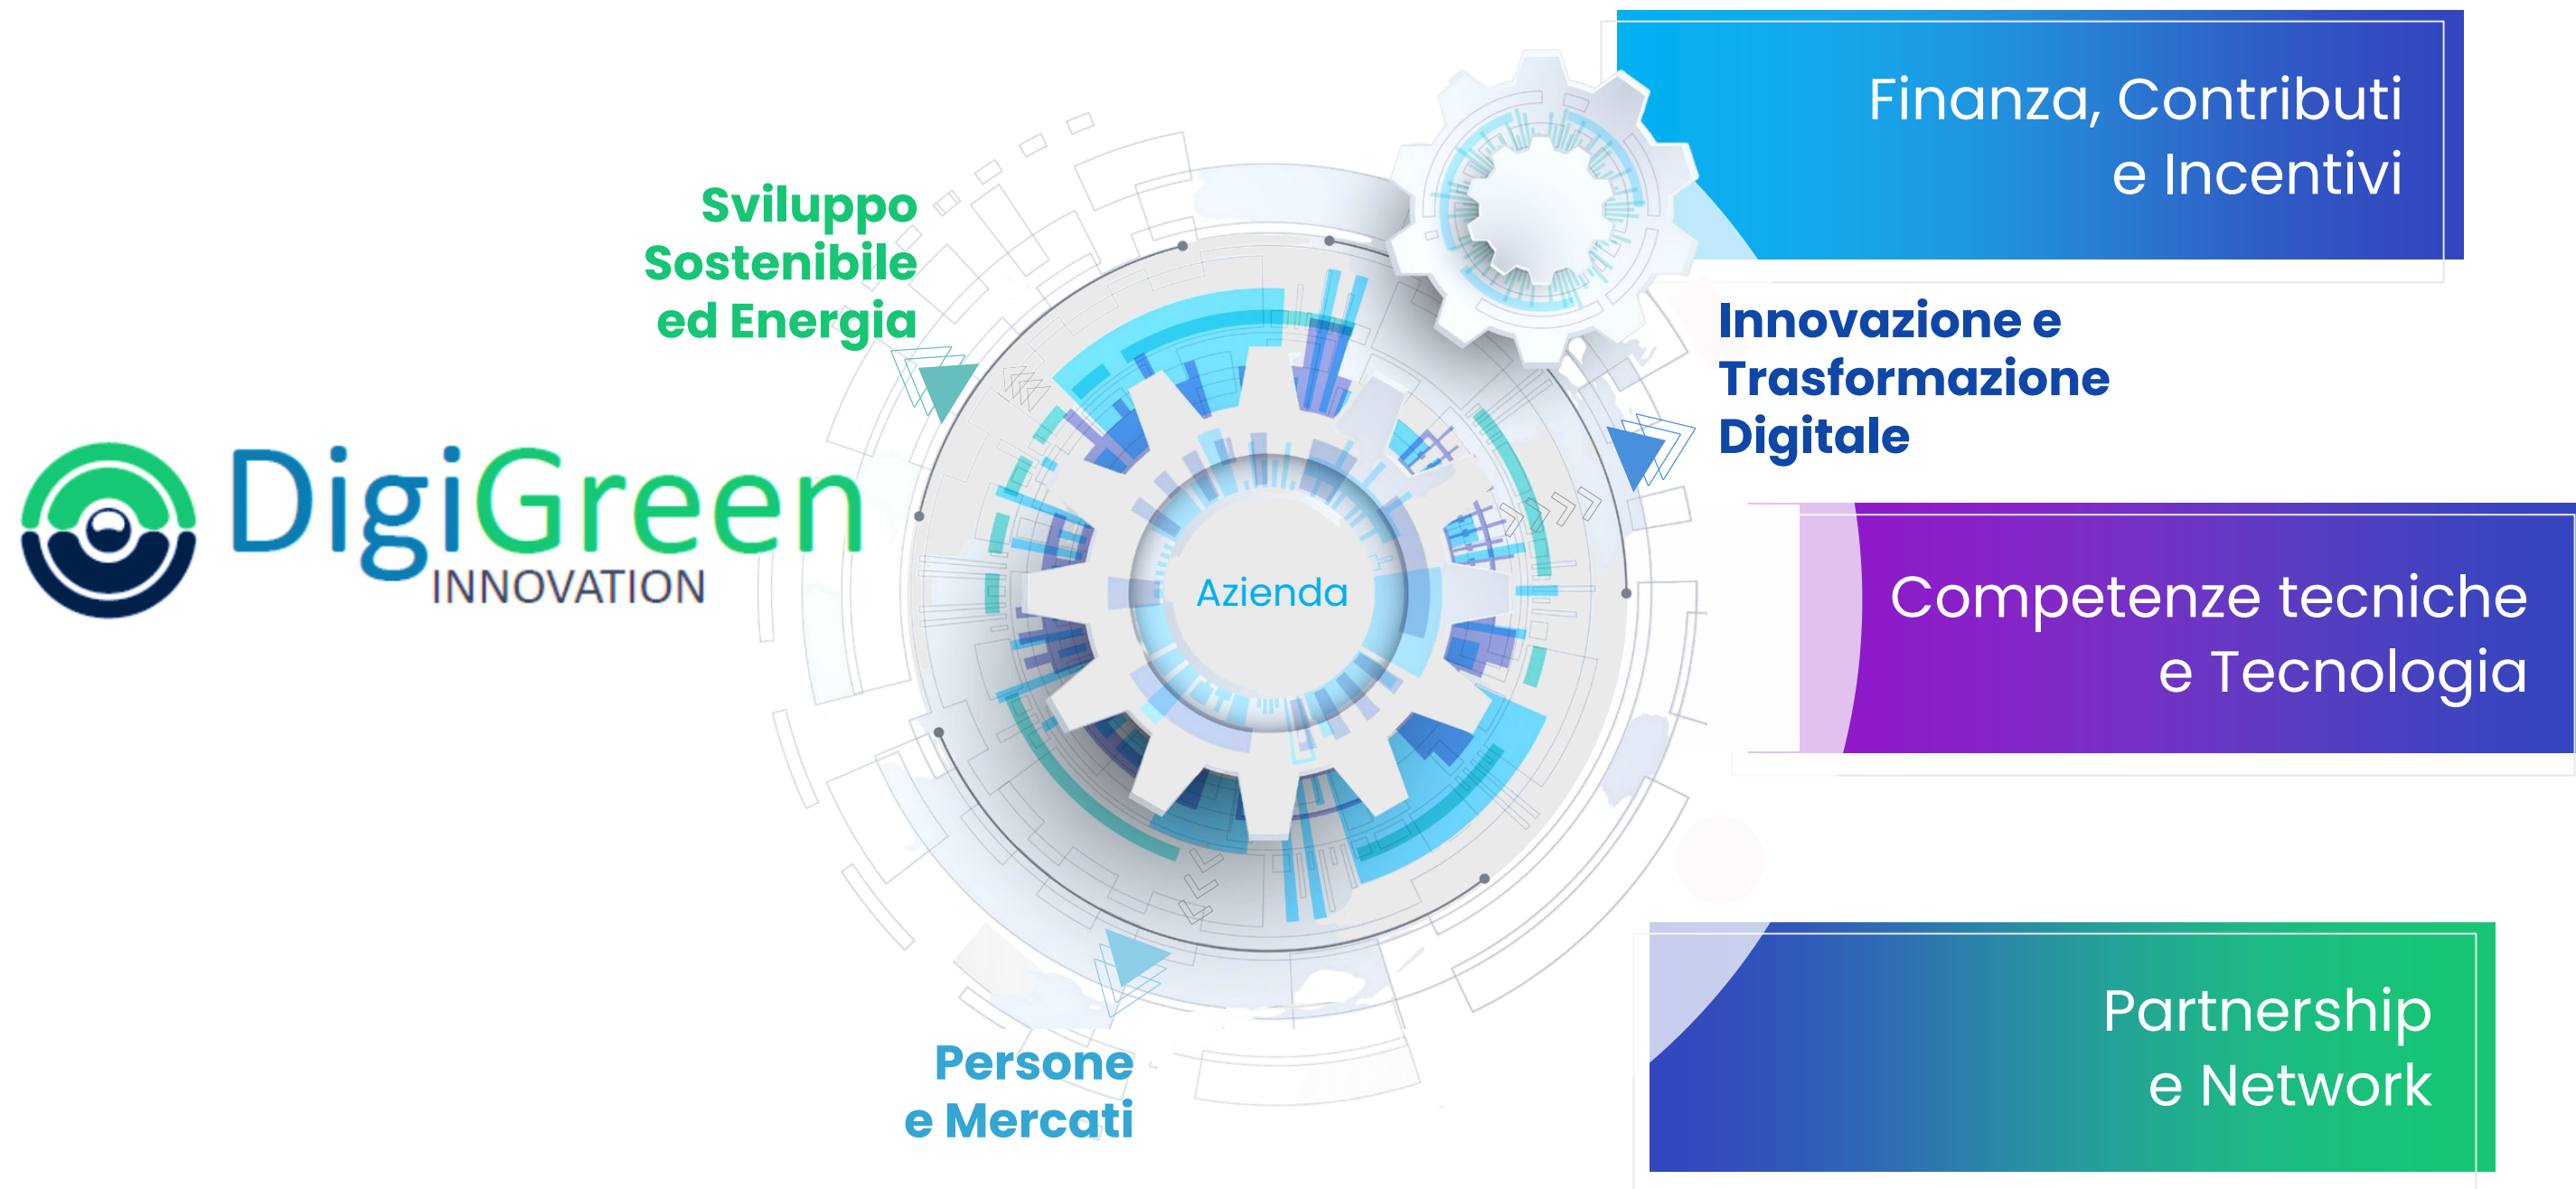 Finanza, Contributi
e Incentivi
Sviluppo
Sostenibile
ed Energia
Innovazione e
Trasformazione
Digitale
DigiGreen
INNOVATION
Azienda
Competenze tecniche
e Tecnologia
Partnership
e Network
Persone
e Mercati